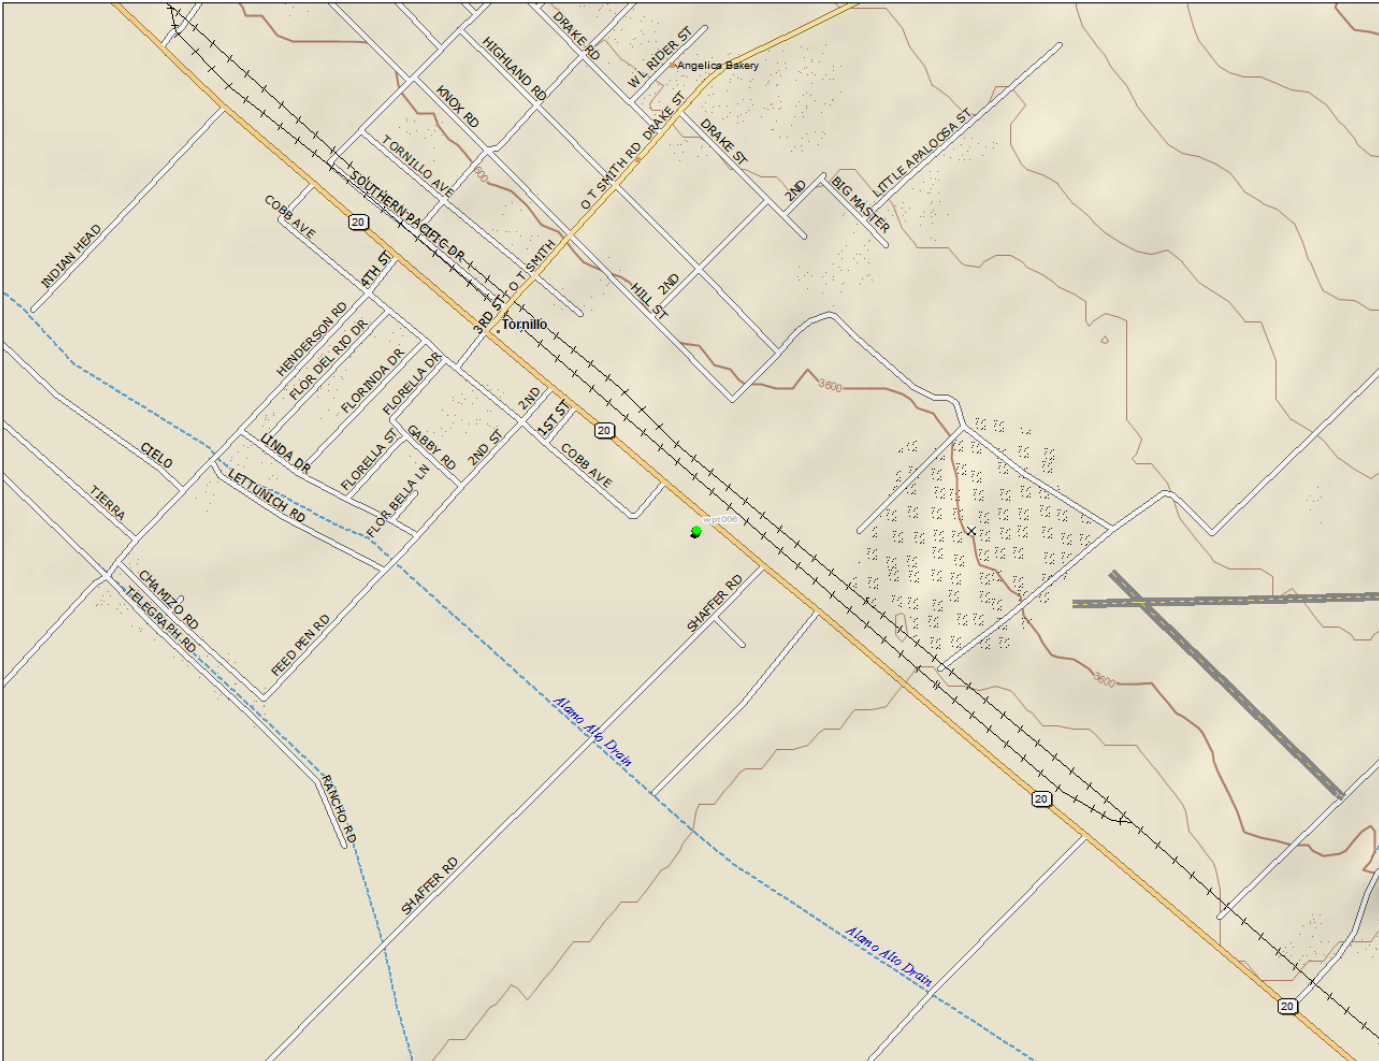 DRAKE RD
W L RIDER ST
HIGHLAND RD
Angelica Bakery
KNOX RD
DRAKE ST
DRAKE ST
LITTLE APALOOSA ST
TORNILLO AVE
O T SMITH RD
2ND
BIG MASTER
SOUTHERN PACIFIC DR
COBB AVE
20
INDIAN HEAD
4TH ST
O T SMITH
2ND
HILL ST
3RD ST
Tornillo
HENDERSON RD
FLOR DEL RIO DR
FLORINDA DR
FLORELLA DR
3600
2ND
1ST ST
20
CIELO
LINDA DR
GABBY RD
2ND ST
COBB AVE
FLORELLA ST
LETTUNICH RD
FLOR BELLA LN
TIERRA
wpt006
CHAMIZO RD
TELEGRAPH RD
FEED PEN RD
SHAFFER RD
3600
Alamo Alto Drain
RANCHO RD
20
SHAFFER RD
Alamo Alto Drain
20